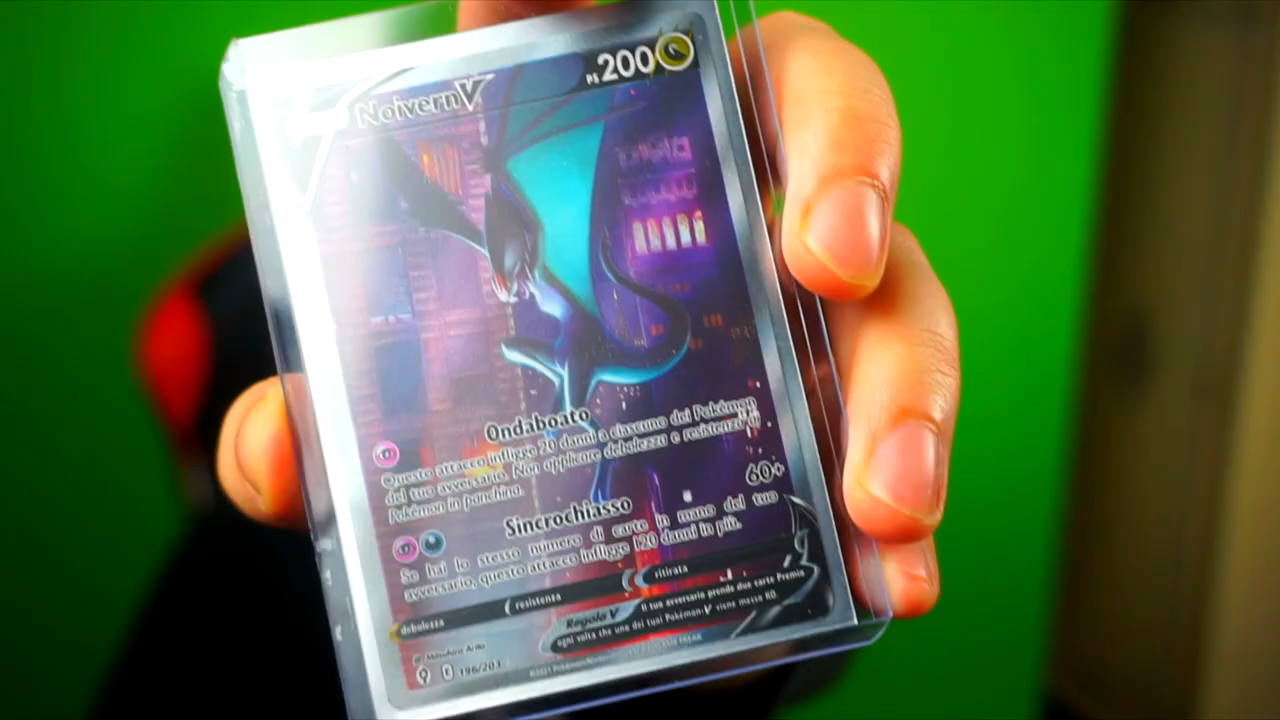 Noivern V
PS 200
Ondaboato
Questo attacco infligge 20 danni a ciascuno dei Pokémon
del tuo avversario. Non applicare debolezza e resistenza ai
Pokémon in panchina.
Sincrochiasso 60+
Se hai lo stesso numero di carte in mano del tuo
avversario, questo attacco infligge 120 danni in più.
debolezza resistenza ritirata
Regola V Il tuo avversario prende due carte Premio
ogni volta che uno dei tuoi Pokémon-V viene messo KO.
E 196/203
©2021 Pokémon